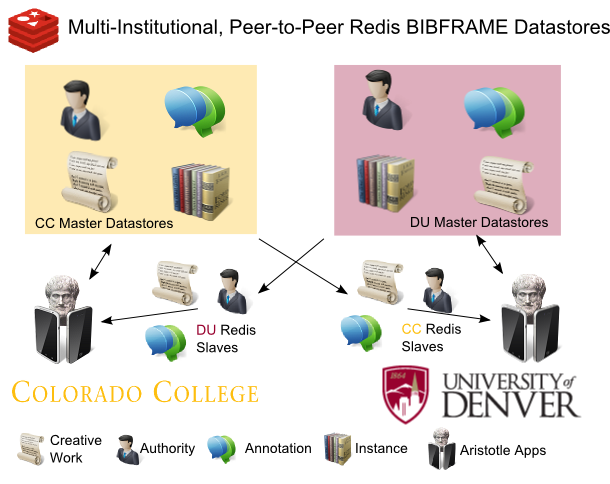 Multi-Institutional, Peer-to-Peer Redis BIBFRAME Datastores
CC Master Datastores
DU Master Datastores
DU Redis
Slaves
CC Redis
Slaves
COLORADO COLLEGE
1864
UNIVERSITY of
DENVER
Creative
Work
Authority
Annotation
Instance
Aristotle Apps